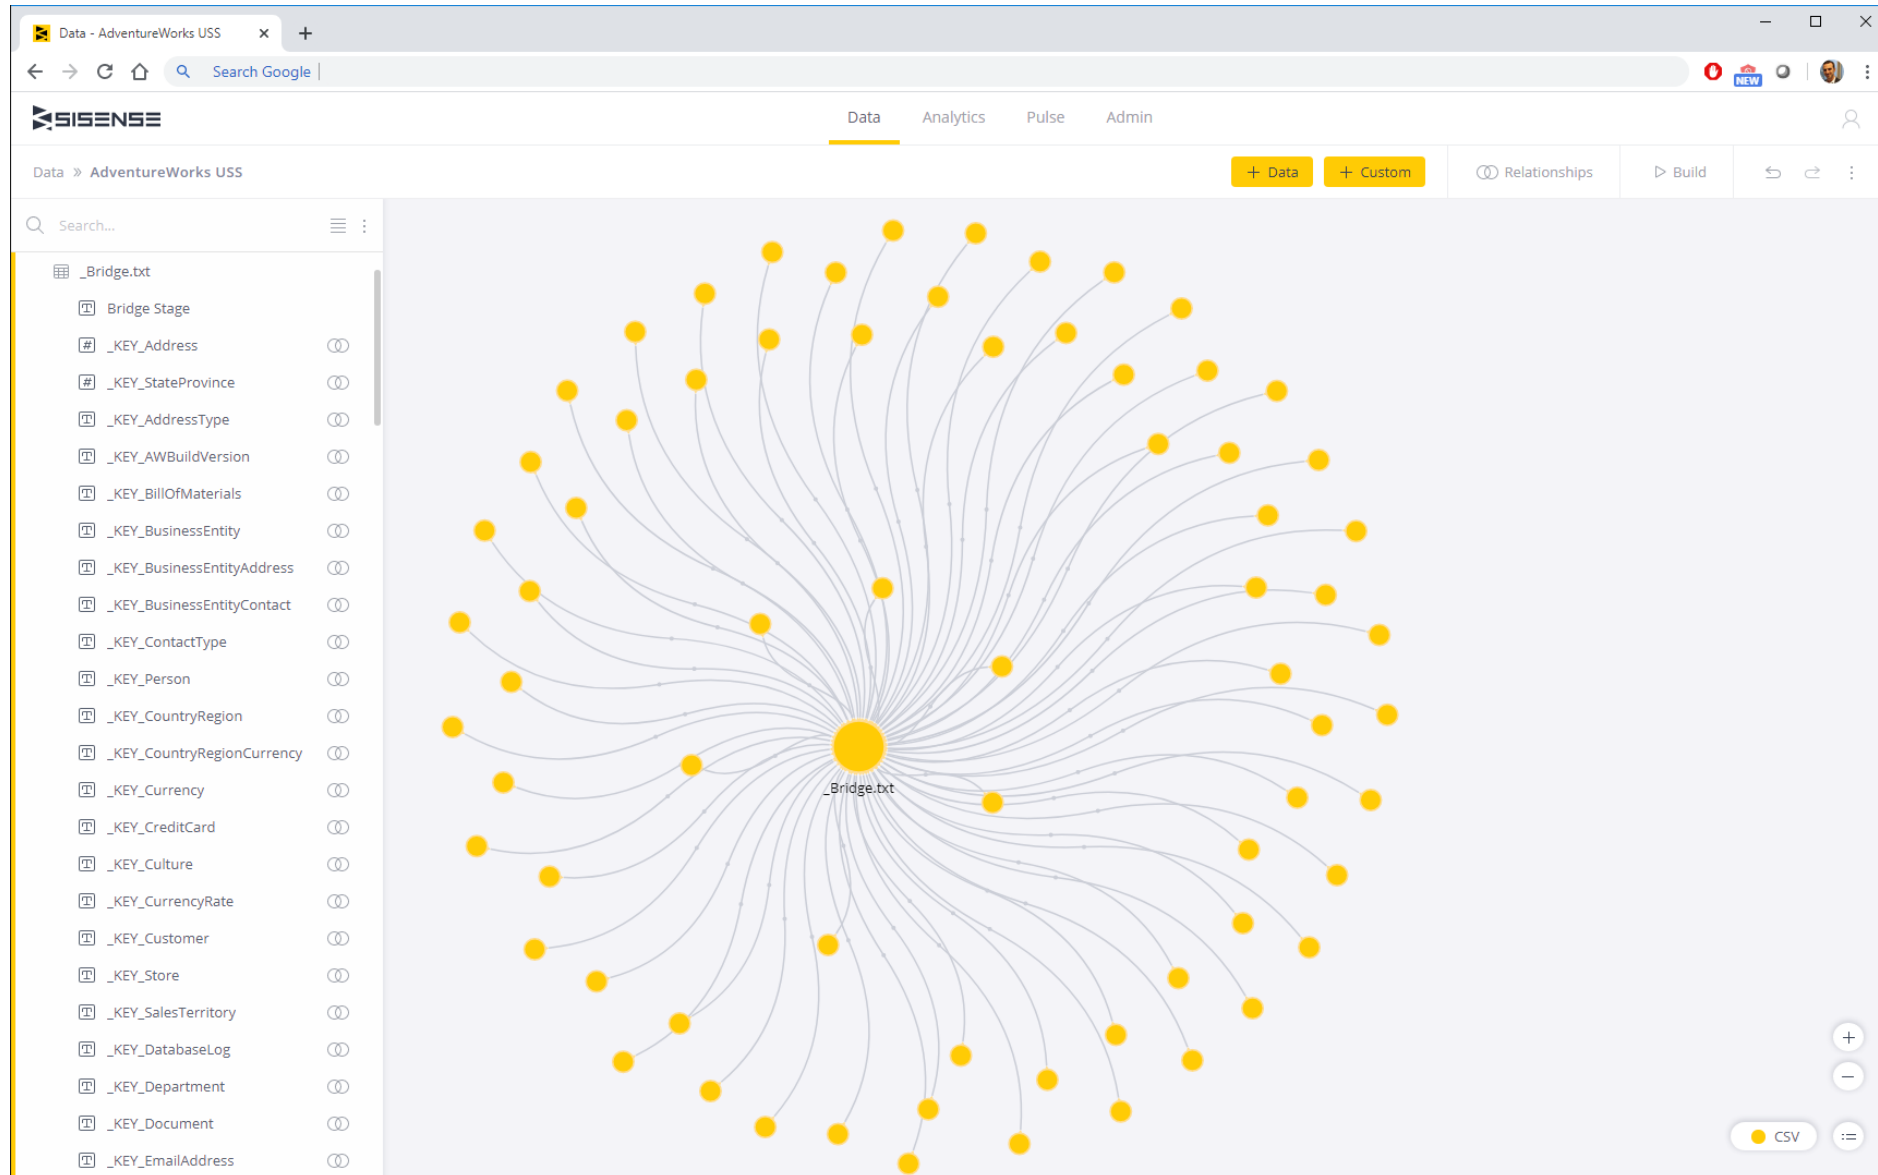 Data - AdventureWorks USS
Search Google
NEW
SISENSE
Data Analytics Pulse Admin
Data » AdventureWorks USS
+ Data + Custom Relationships Build
Search...
_Bridge.txt
Bridge Stage
_KEY_Address
_KEY_StateProvince
_KEY_AddressType
_KEY_AWBuildVersion
_KEY_BillOfMaterials
_KEY_BusinessEntity
_KEY_BusinessEntityAddress
_KEY_BusinessEntityContact
_KEY_ContactType
_KEY_Person
_KEY_CountryRegion
_KEY_CountryRegionCurrency
_KEY_Currency
_KEY_CreditCard
_KEY_Culture
_KEY_CurrencyRate
_KEY_Customer
_KEY_Store
_KEY_SalesTerritory
_KEY_DatabaseLog
_KEY_Department
_KEY_Document
_KEY_EmailAddress
_Bridge.txt
CSV